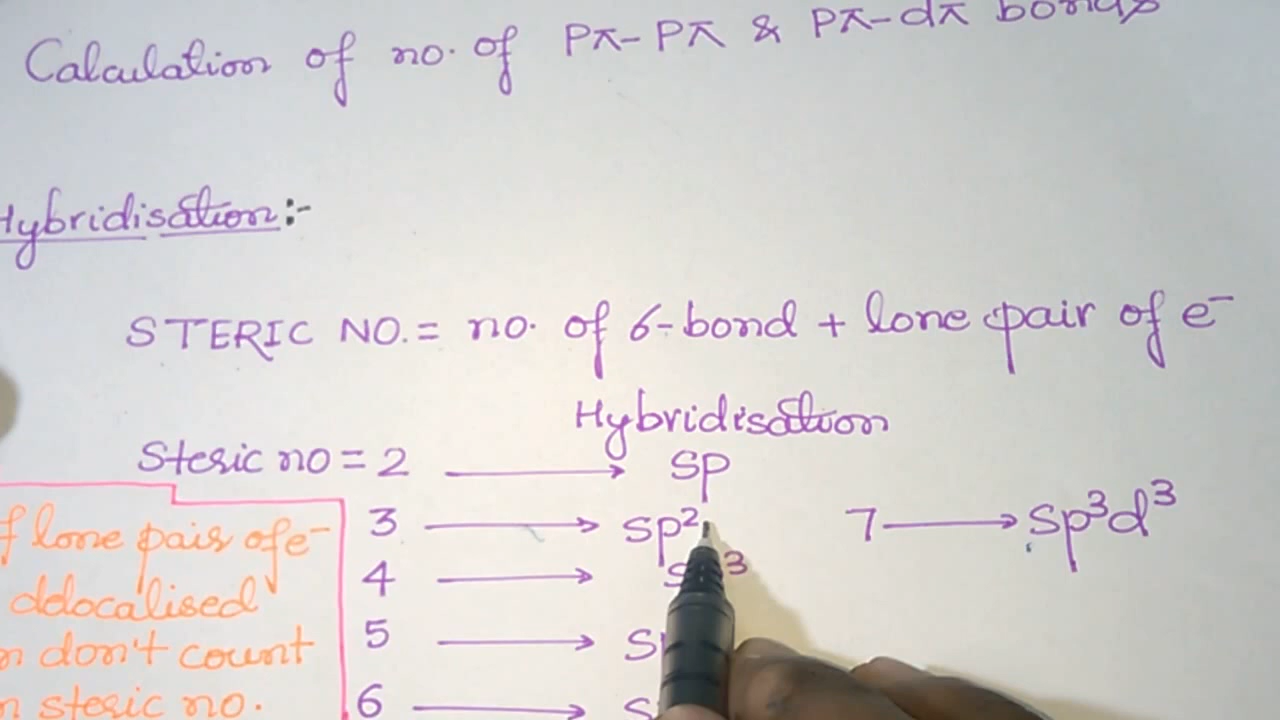 Calculation of no. of Pπ-Pπ & Pπ-dπ bonds
Hybridisation:-
STERIC NO. = no. of 6-bond + lone pair of e⁻
Hybridisation
Steric no = 2 → sp
3 → sp²
4 → s 3
5 → s
6 → s
7 → sp³d³
f lone pair of e⁻
delocalised
n don't count
n steric no.